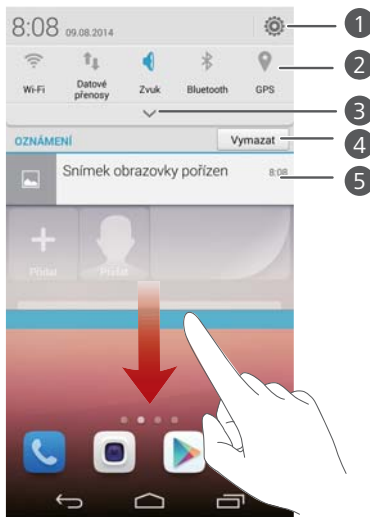 8:08 09.08.2014
1
2
Wi-Fi Datové přenosy Zvuk Bluetooth GPS
3
OZNÁMENÍ Vymazat
4
Snímek obrazovky pořízen 8:08
5
Přidat Přidat